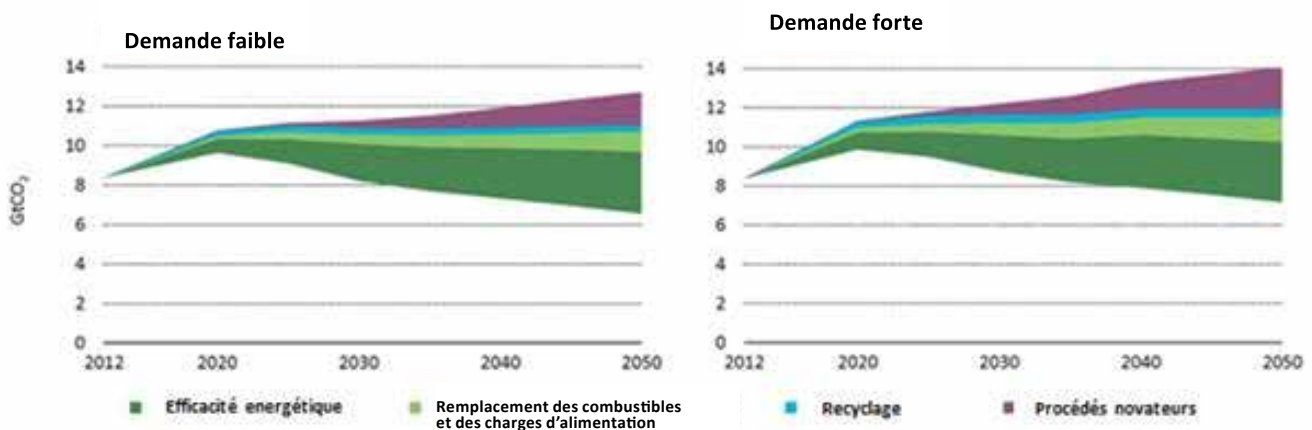 Demande faible
14
12
10
8
6
4
2
0
GtCO2
2012 2020 2030 2040 2050
Demande forte
14
12
10
8
6
4
2
0
2012 2020 2030 2040 2050
Efficacité energétique
Remplacement des combustibles
et des charges d'alimentation
Recyclage
Procédés novateurs